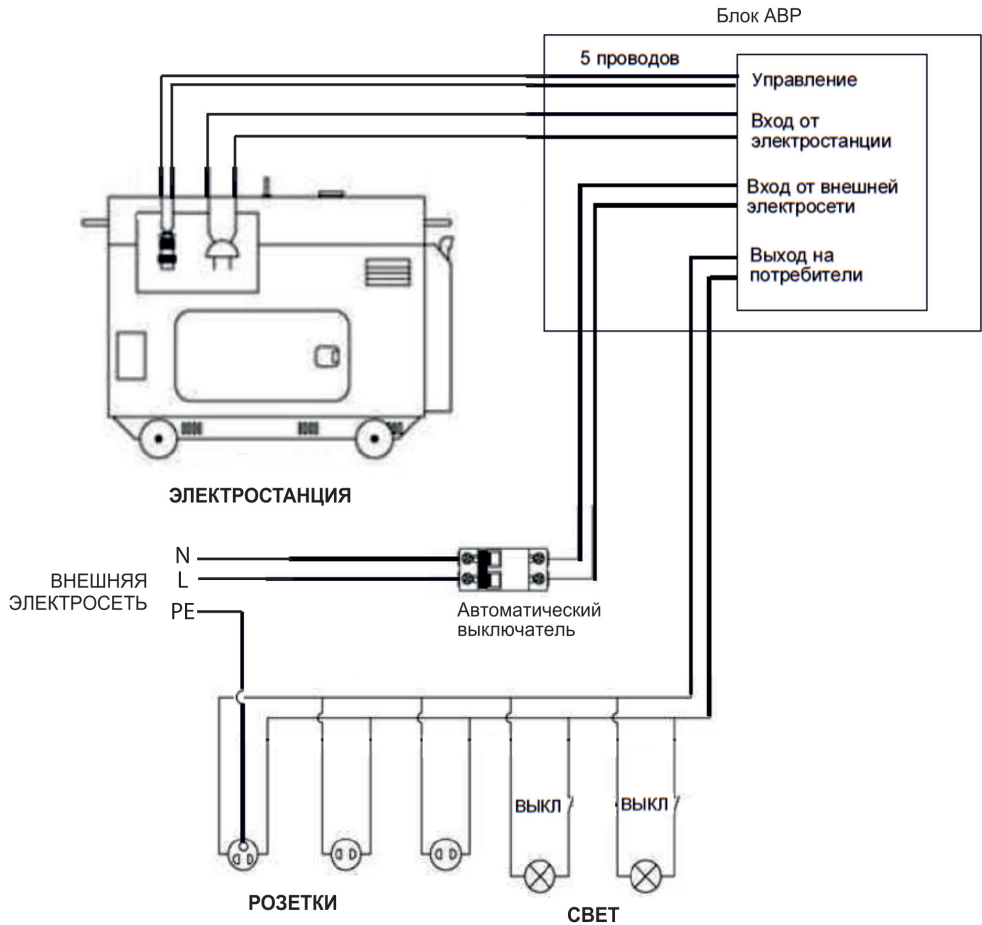 Блок АВР
5 проводов
Управление
Вход от
электростанции
Вход от внешней
электросети
Выход на
потребители
ЭЛЕКТРОСТАНЦИЯ
N
ВНЕШНЯЯ
ЭЛЕКТРОСЕТЬ
L
PE
Автоматический
выключатель
ВЫКЛ
ВЫКЛ
РОЗЕТКИ
СВЕТ